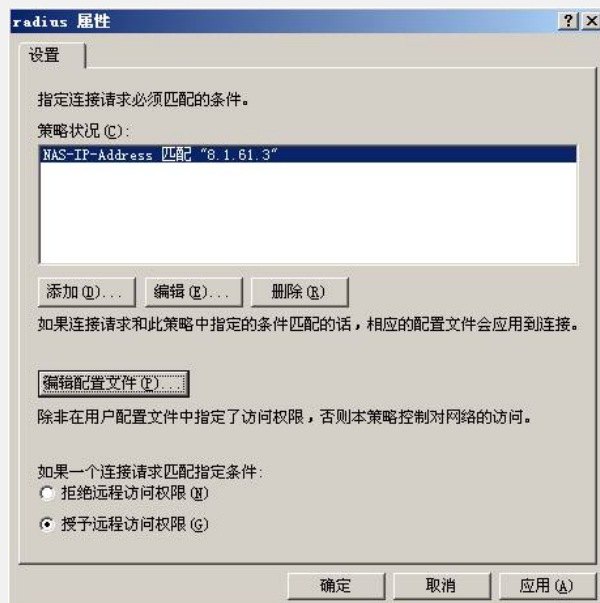 radius 属性
设置
指定连接请求必须匹配的条件。
策略状况(C):
NAS-IP-Address 匹配 "8.1.61.3"
添加(D)... 编辑(E)... 删除(R)
如果连接请求和此策略中指定的条件匹配的话，相应的配置文件会应用到连接。
编辑配置文件(P)...
除非在用户配置文件中指定了访问权限，否则本策略控制对网络的访问。
如果一个连接请求匹配指定条件:
拒绝远程访问权限(N)
授予远程访问权限(G)
确定 取消 应用(A)